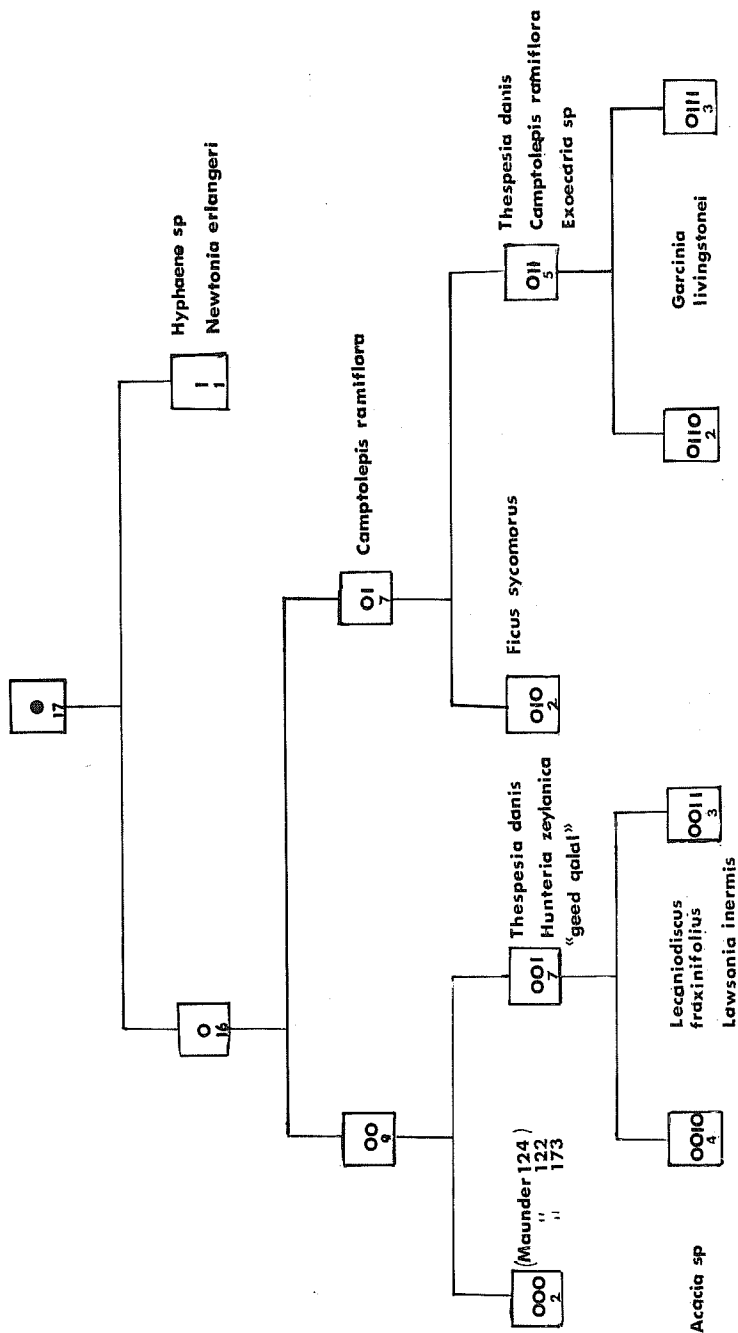 ●
17
O
16
I
1
Hyphaene sp
Newtonia erlangeri
OO
9
OI
7
Camptolepis ramiflora
OOO
2
(Maunder 124)
" 122
" 173
OOI
7
Thespesia danis
Hunteria zeylanica
“geed qalal”
OIO
2
Ficus sycomorus
OII
5
Thespesia danis
Camptolepis ramiflora
Exoecaria sp
Acacia sp
OOIO
4
Lecaniodiscus
fraxinifolius
Lawsonia inermis
OOII
3
OIIO
2
Garcinia
livingstonei
OIII
3